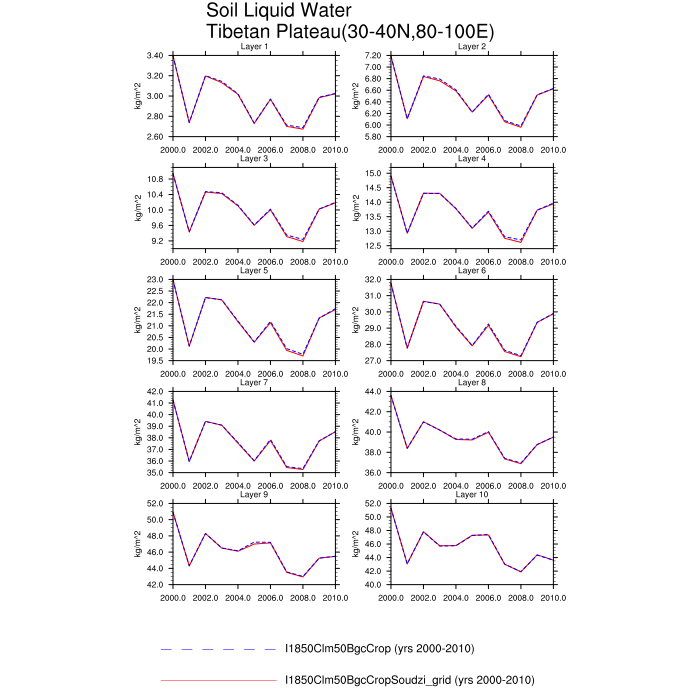 Soil Liquid Water
Tibetan Plateau(30-40N,80-100E)
Layer 1
3.40
3.20
3.00
2.80
2.60
kg/m^2
2000.0 2002.0 2004.0 2006.0 2008.0 2010.0
Layer 2
7.20
6.80
6.60
6.40
6.20
6.00
5.80
kg/m^2
2000.0 2002.0 2004.0 2006.0 2008.0 2010.0
Layer 3
10.8
10.4
10.0
9.6
9.2
kg/m^2
2000.0 2002.0 2004.0 2006.0 2008.0 2010.0
Layer 4
15.0
14.5
14.0
13.5
13.0
12.5
kg/m^2
2000.0 2002.0 2004.0 2006.0 2008.0 2010.0
Layer 5
23.0
22.5
22.0
21.5
21.0
20.5
20.0
19.5
kg/m^2
2000.0 2002.0 2004.0 2006.0 2008.0 2010.0
Layer 6
32.0
31.0
30.0
29.0
28.0
27.0
kg/m^2
2000.0 2002.0 2004.0 2006.0 2008.0 2010.0
Layer 7
42.0
41.0
40.0
39.0
38.0
37.0
36.0
35.0
kg/m^2
2000.0 2002.0 2004.0 2006.0 2008.0 2010.0
Layer 8
44.0
42.0
40.0
38.0
36.0
kg/m^2
2000.0 2002.0 2004.0 2006.0 2008.0 2010.0
Layer 9
52.0
50.0
48.0
46.0
44.0
42.0
kg/m^2
2000.0 2002.0 2004.0 2006.0 2008.0 2010.0
Layer 10
52.0
50.0
48.0
46.0
44.0
42.0
40.0
kg/m^2
2000.0 2002.0 2004.0 2006.0 2008.0 2010.0
I1850Clm50BgcCrop (yrs 2000-2010)
I1850Clm50BgcCropSoudzi_grid (yrs 2000-2010)